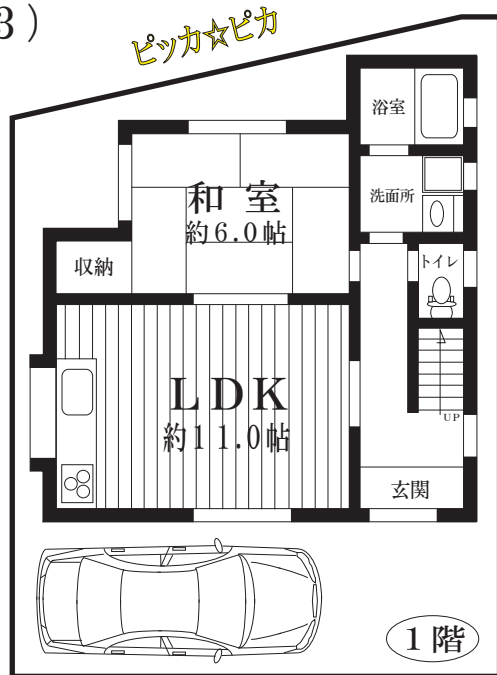 3)
ピッカ☆ピカ
浴室
洗面所
和室
約6.0帖
収納
トイレ
LDK
約11.0帖
UP
玄関
1階